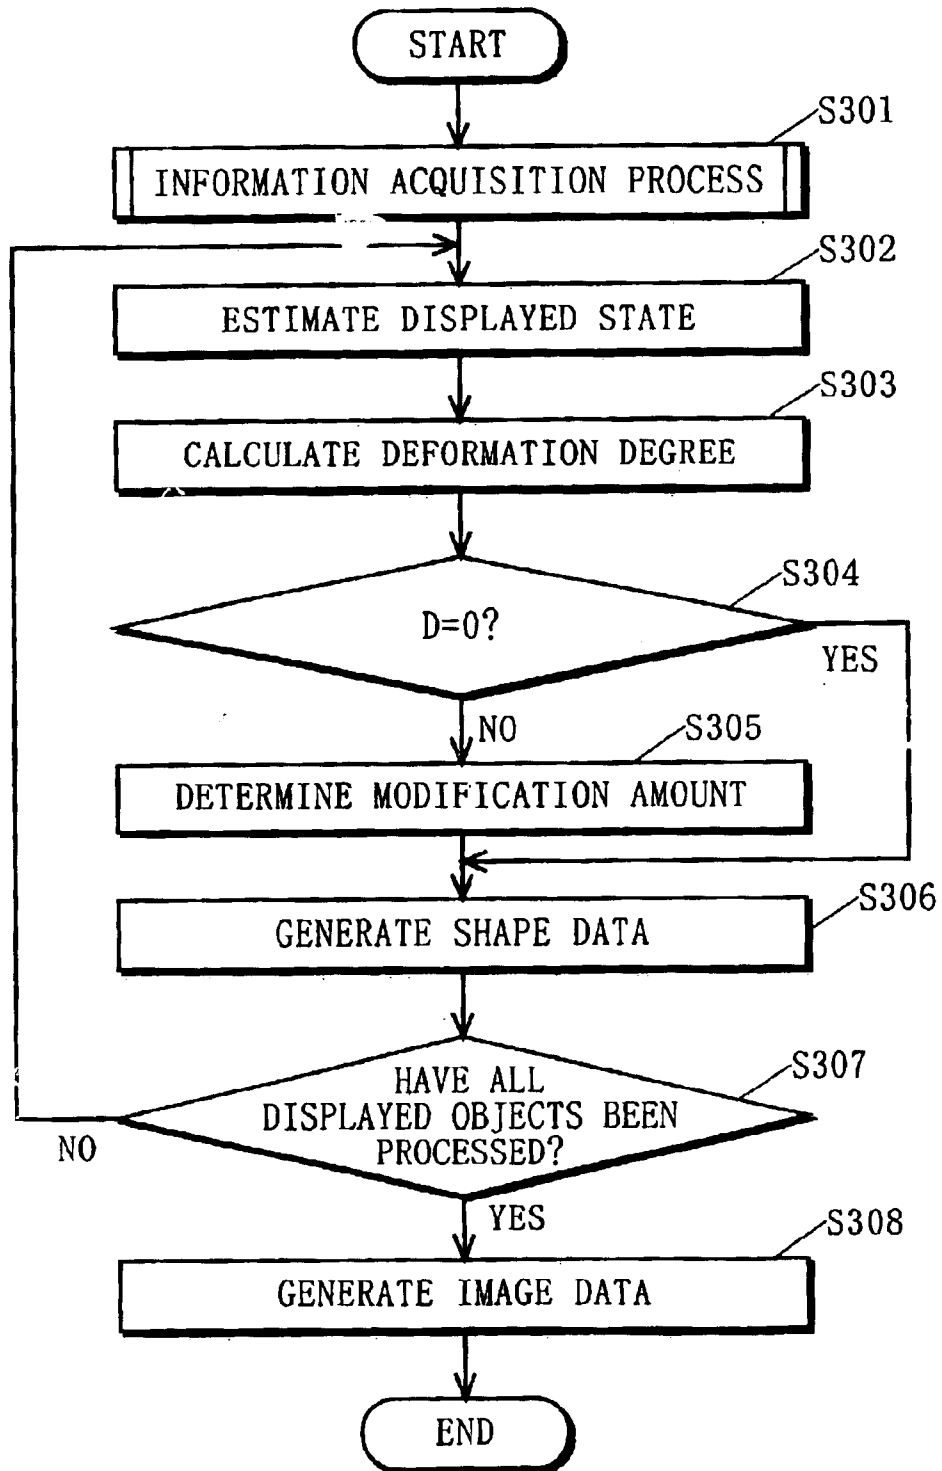 START
S301
INFORMATION ACQUISITION PROCESS
S302
ESTIMATE DISPLAYED STATE
S303
CALCULATE DEFORMATION DEGREE
S304
D=0?
YES
NO
S305
DETERMINE MODIFICATION AMOUNT
S306
GENERATE SHAPE DATA
S307
HAVE ALL
DISPLAYED OBJECTS BEEN
PROCESSED?
NO
YES
S308
GENERATE IMAGE DATA
END